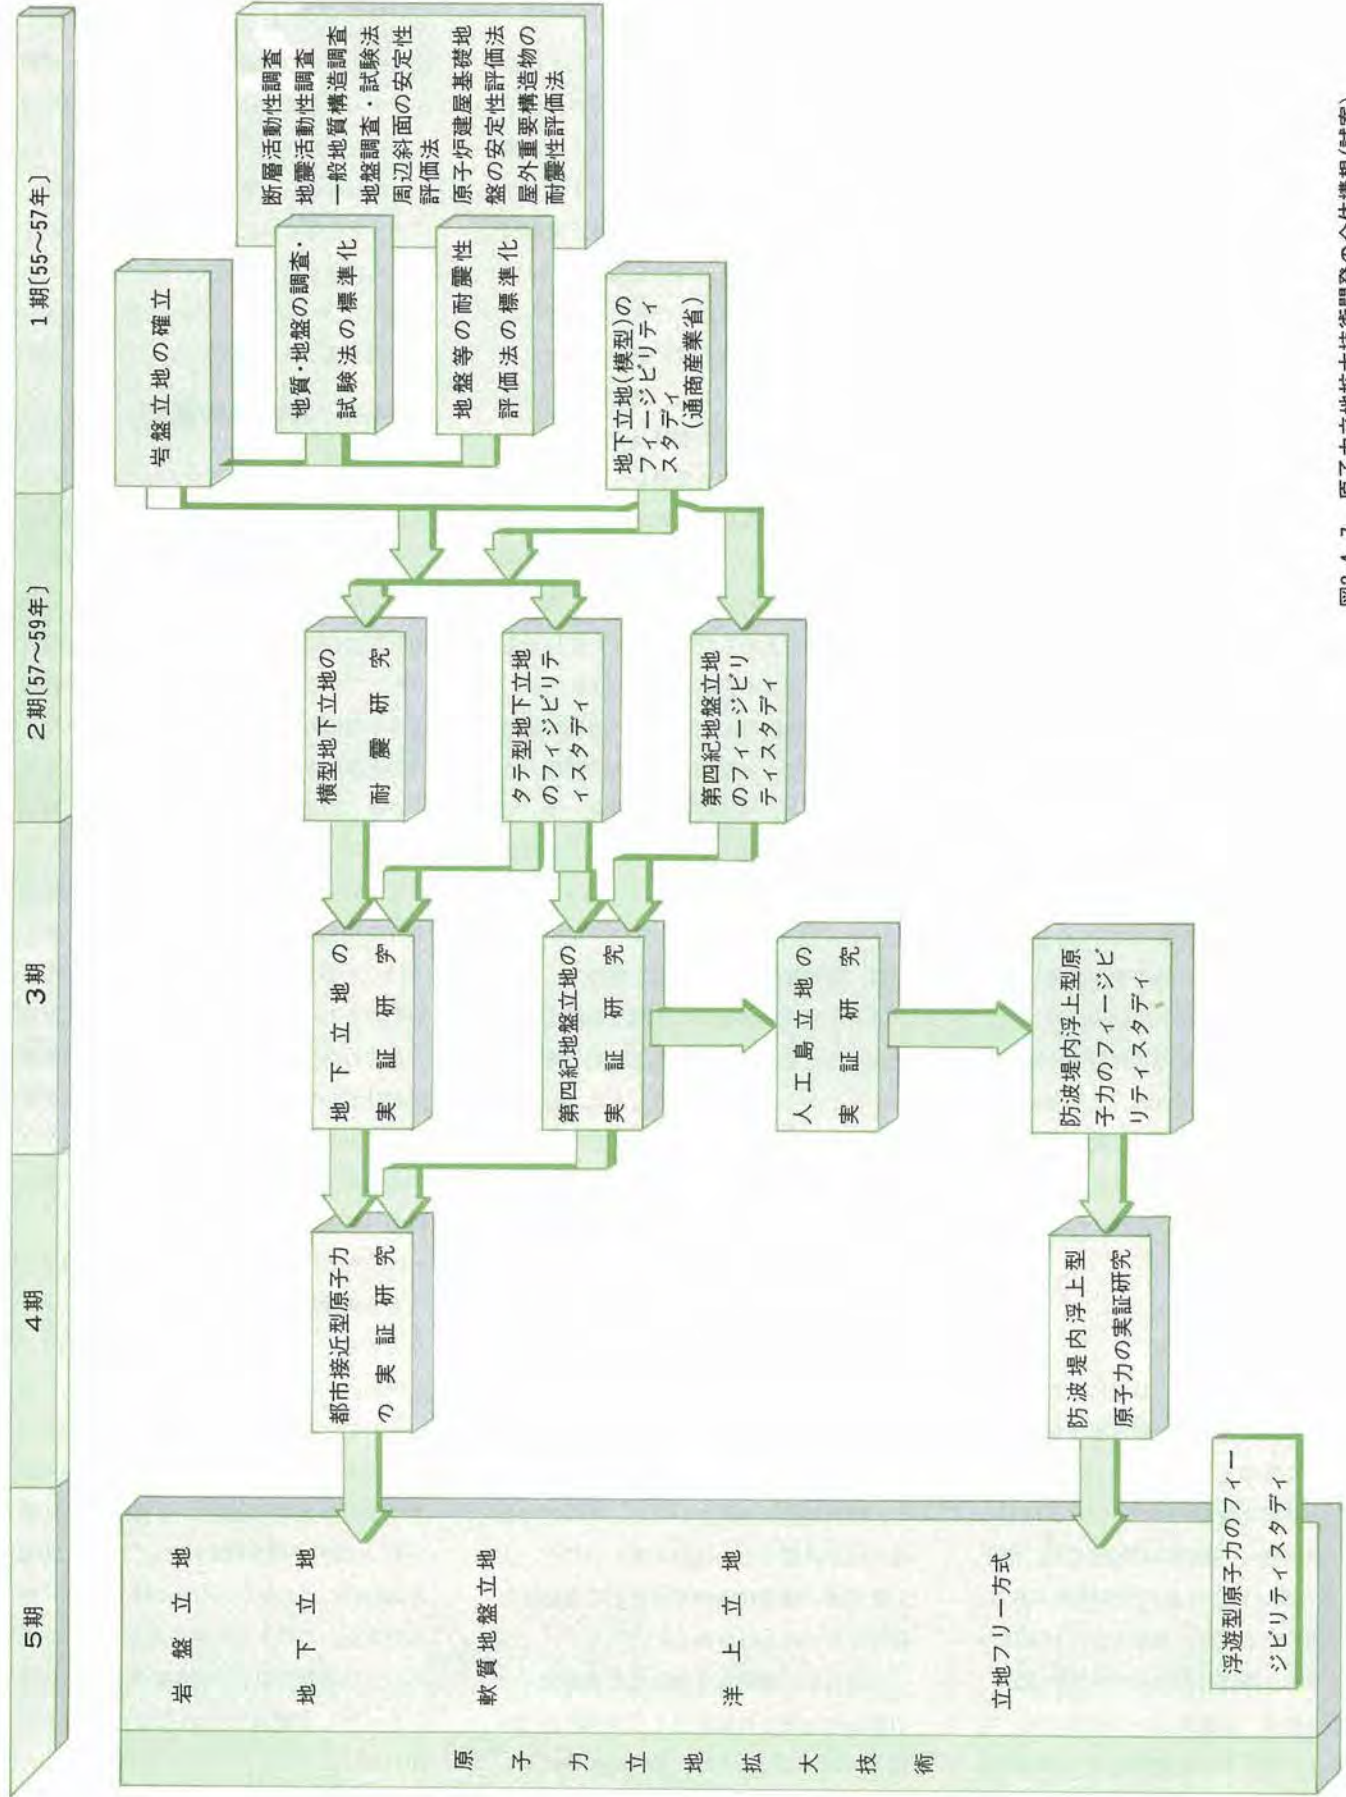 1期〔55〜57年〕
2期〔57〜59年〕
3期
4期
5期
岩盤立地の確立
地質・地盤の調査・
試験法の標準化
地盤等の耐震性
評価法の標準化
断層活動性調査
地震活動性調査
一般地質構造調査
地盤調査・試験法
周辺斜面の安定性
評価法
原子炉建屋基礎地
盤の安定性評価法
屋外重要構造物の
耐震性評価法
地下立地(模型)の
フィージビリティ
スタディ
(通商産業省)
横型地下立地の
耐震研究
タテ型地下立地
のフィジビリテ
ィスタディ
第四紀地盤立地
のフィージビリ
ティスタディ
地下立地の
実証研究
第四紀地盤立地の
実証研究
人工島立地の
実証研究
防波堤内浮上型原
子力のフィージビ
リティスタディ
都市接近型原子力
の実証研究
防波堤内浮上型
原子力の実証研究
岩盤立地
地下立地
軟質地盤立地
洋上立地
立地フリー方式
浮遊型原子力のフィー
ジビリティスタディ
原子力立地拡大技術